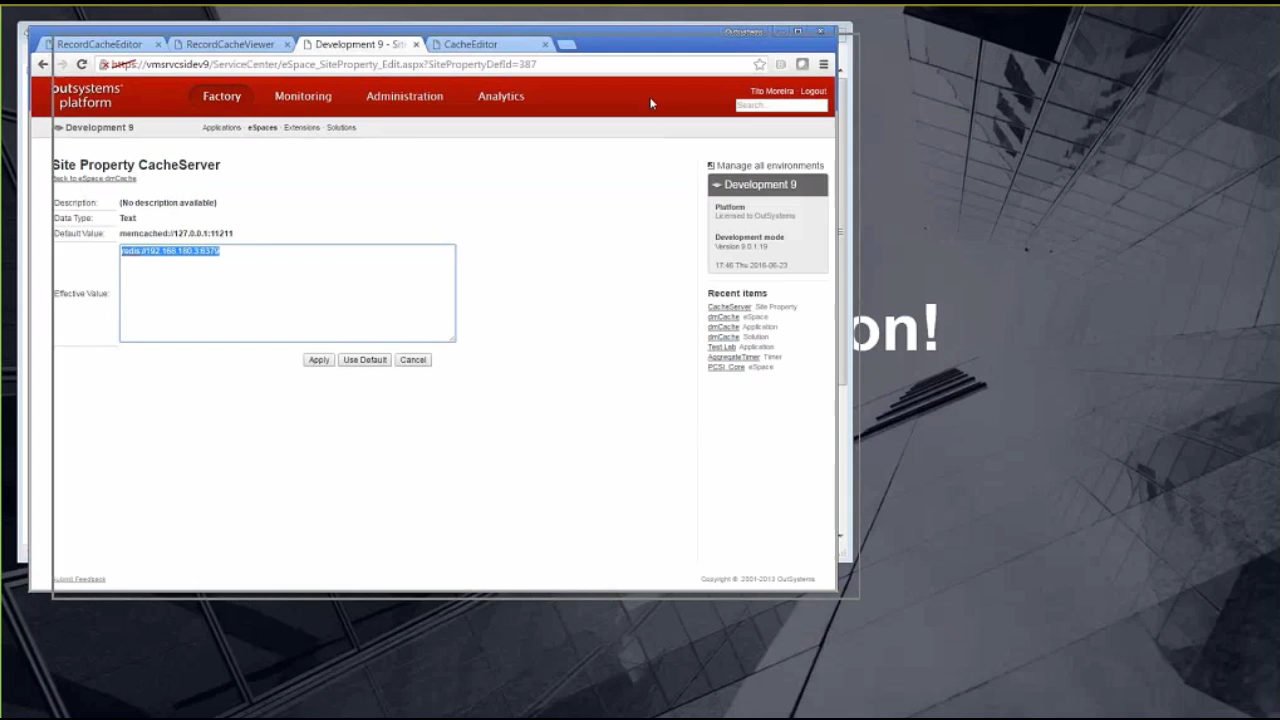 OutSystems
RecordCacheEditor
RecordCacheViewer
Development 9 - Sit
CacheEditor
https://vmsrvcsidev9/ServiceCenter/eSpace_SiteProperty_Edit.aspx?SitePropertyDefId=387
outsystems
platform
Factory
Monitoring
Administration
Analytics
Tito Moreira - Logout
Search...
Development 9
Applications · eSpaces · Extensions · Solutions
Site Property CacheServer
Back to eSpace dmCache
Description: (No description available)
Data Type: Text
Default Value: memcached://127.0.0.1:11211
Effective Value:
redis://192.168.180.3:6379
Apply
Use Default
Cancel
Manage all environments
Development 9
Platform
Licensed to OutSystems
Development mode
Version 9.0.1.19
17:46 Thu 2016-06-23
Recent items
CacheServer Site Property
dmCache eSpace
dmCache Application
dmCache Solution
Test Lab Application
AggregateTimer Timer
PCSI_Core eSpace
on!
Submit Feedback
Copyright © 2001-2013 OutSystems